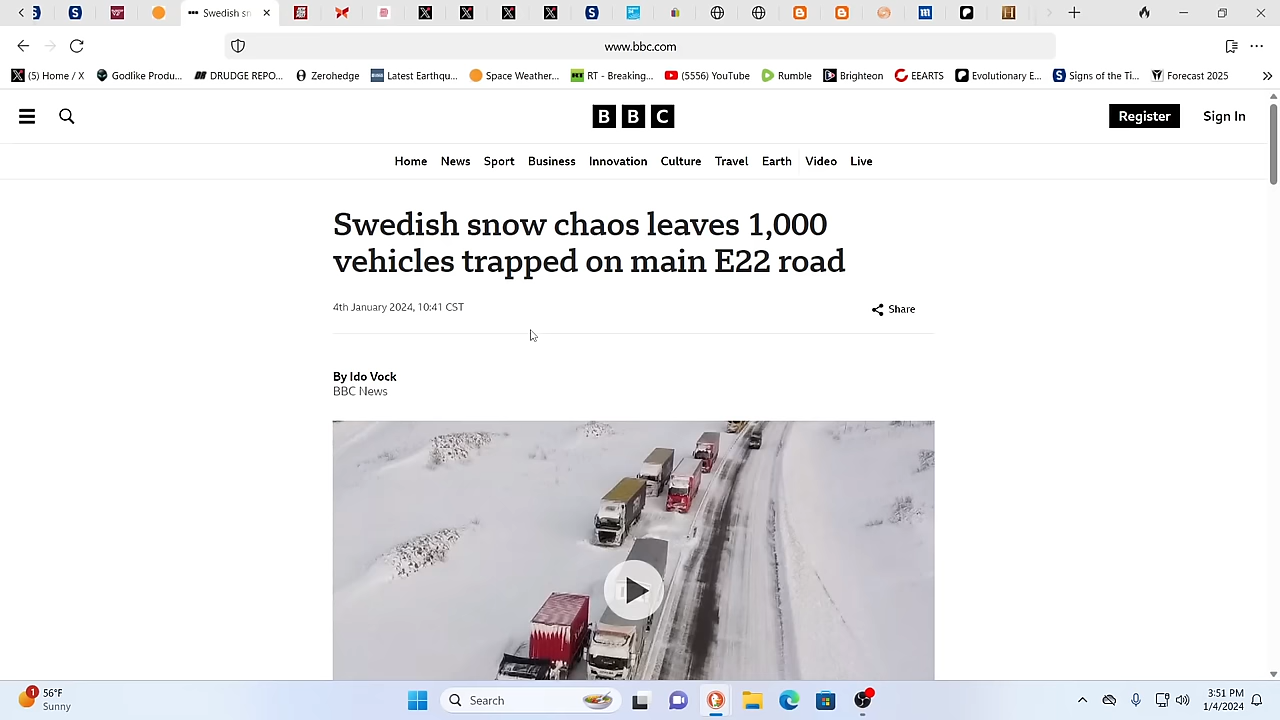 Swedish sn
www.bbc.com
(5) Home / X
Godlike Produ...
DRUDGE REPO...
Zerohedge
Latest Earthqu...
Space Weather...
RT - Breaking...
(5556) YouTube
Rumble
Brighteon
EEARTS
Evolutionary E...
Signs of the Ti...
Forecast 2025
BBC
Register
Sign In
Home
News
Sport
Business
Innovation
Culture
Travel
Earth
Video
Live
Swedish snow chaos leaves 1,000
vehicles trapped on main E22 road
4th January 2024, 10:41 CST
Share
By Ido Vock
BBC News
1
56°F
Sunny
Search
3:51 PM
1/4/2024